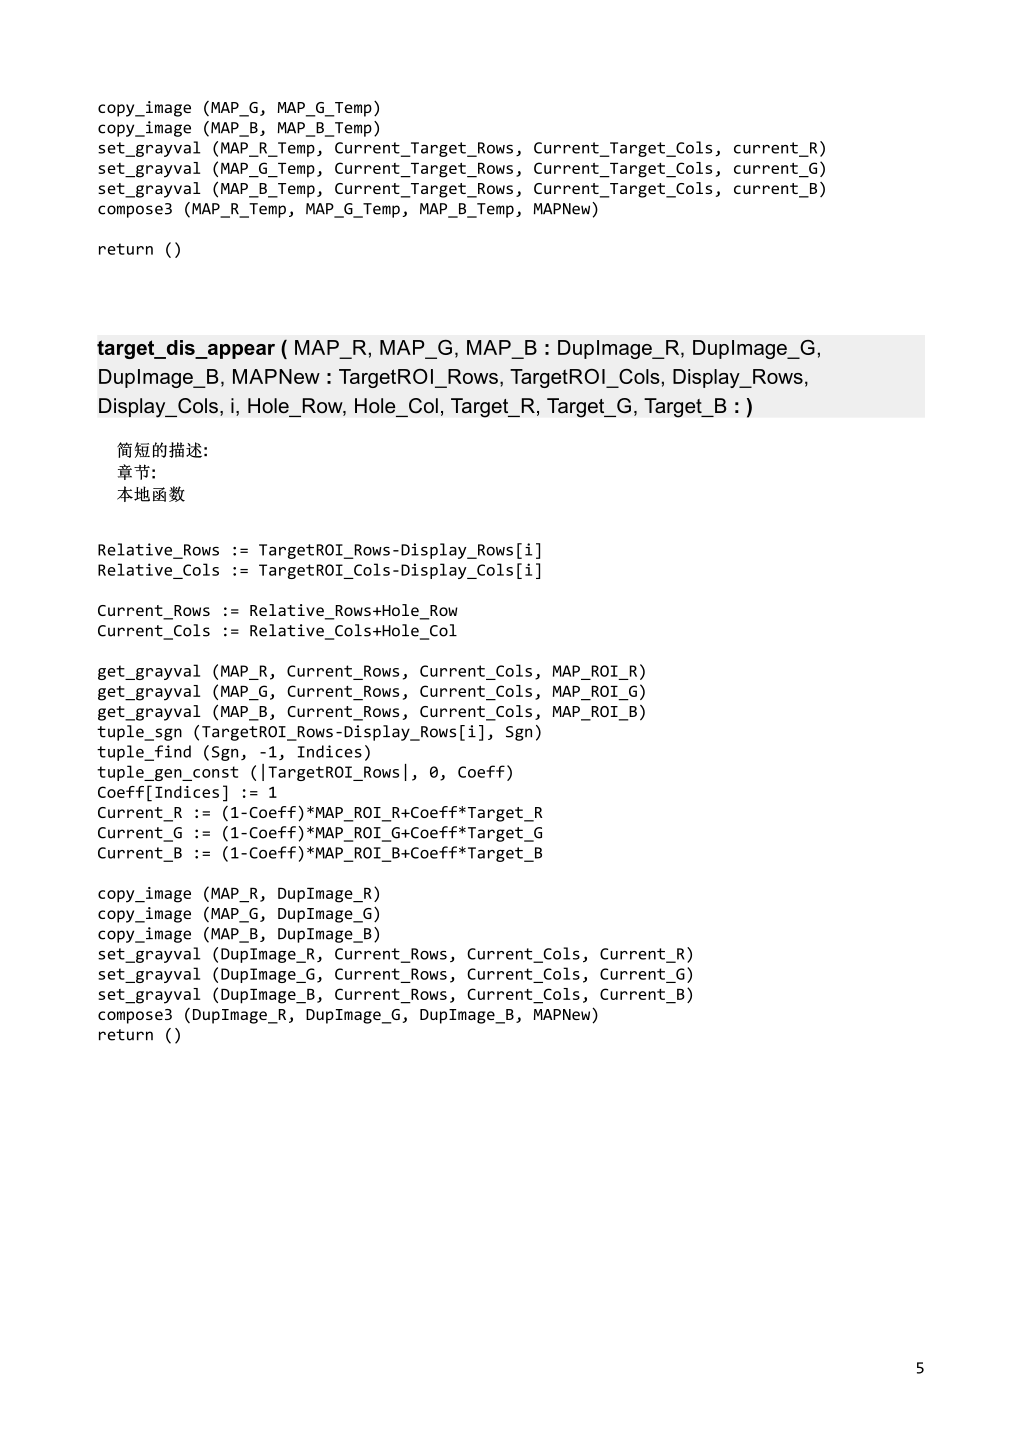 copy_image (MAP_G, MAP_G_Temp)
copy_image (MAP_B, MAP_B_Temp)
set_grayval (MAP_R_Temp, Current_Target_Rows, Current_Target_Cols, current_R)
set_grayval (MAP_G_Temp, Current_Target_Rows, Current_Target_Cols, current_G)
set_grayval (MAP_B_Temp, Current_Target_Rows, Current_Target_Cols, current_B)
compose3 (MAP_R_Temp, MAP_G_Temp, MAP_B_Temp, MAPNew)
return ()
target_dis_appear ( MAP_R, MAP_G, MAP_B : DupImage_R, DupImage_G,
DupImage_B, MAPNew : TargetROI_Rows, TargetROI_Cols, Display_Rows,
Display_Cols, i, Hole_Row, Hole_Col, Target_R, Target_G, Target_B : )
简短的描述:
章节:
本地函数
Relative_Rows := TargetROI_Rows-Display_Rows[i]
Relative_Cols := TargetROI_Cols-Display_Cols[i]
Current_Rows := Relative_Rows+Hole_Row
Current_Cols := Relative_Cols+Hole_Col
get_grayval (MAP_R, Current_Rows, Current_Cols, MAP_ROI_R)
get_grayval (MAP_G, Current_Rows, Current_Cols, MAP_ROI_G)
get_grayval (MAP_B, Current_Rows, Current_Cols, MAP_ROI_B)
tuple_sgn (TargetROI_Rows-Display_Rows[i], Sgn)
tuple_find (Sgn, -1, Indices)
tuple_gen_const (|TargetROI_Rows|, 0, Coeff)
Coeff[Indices] := 1
Current_R := (1-Coeff)*MAP_ROI_R+Coeff*Target_R
Current_G := (1-Coeff)*MAP_ROI_G+Coeff*Target_G
Current_B := (1-Coeff)*MAP_ROI_B+Coeff*Target_B
copy_image (MAP_R, DupImage_R)
copy_image (MAP_G, DupImage_G)
copy_image (MAP_B, DupImage_B)
set_grayval (DupImage_R, Current_Rows, Current_Cols, Current_R)
set_grayval (DupImage_G, Current_Rows, Current_Cols, Current_G)
set_grayval (DupImage_B, Current_Rows, Current_Cols, Current_B)
compose3 (DupImage_R, DupImage_G, DupImage_B, MAPNew)
return ()
5